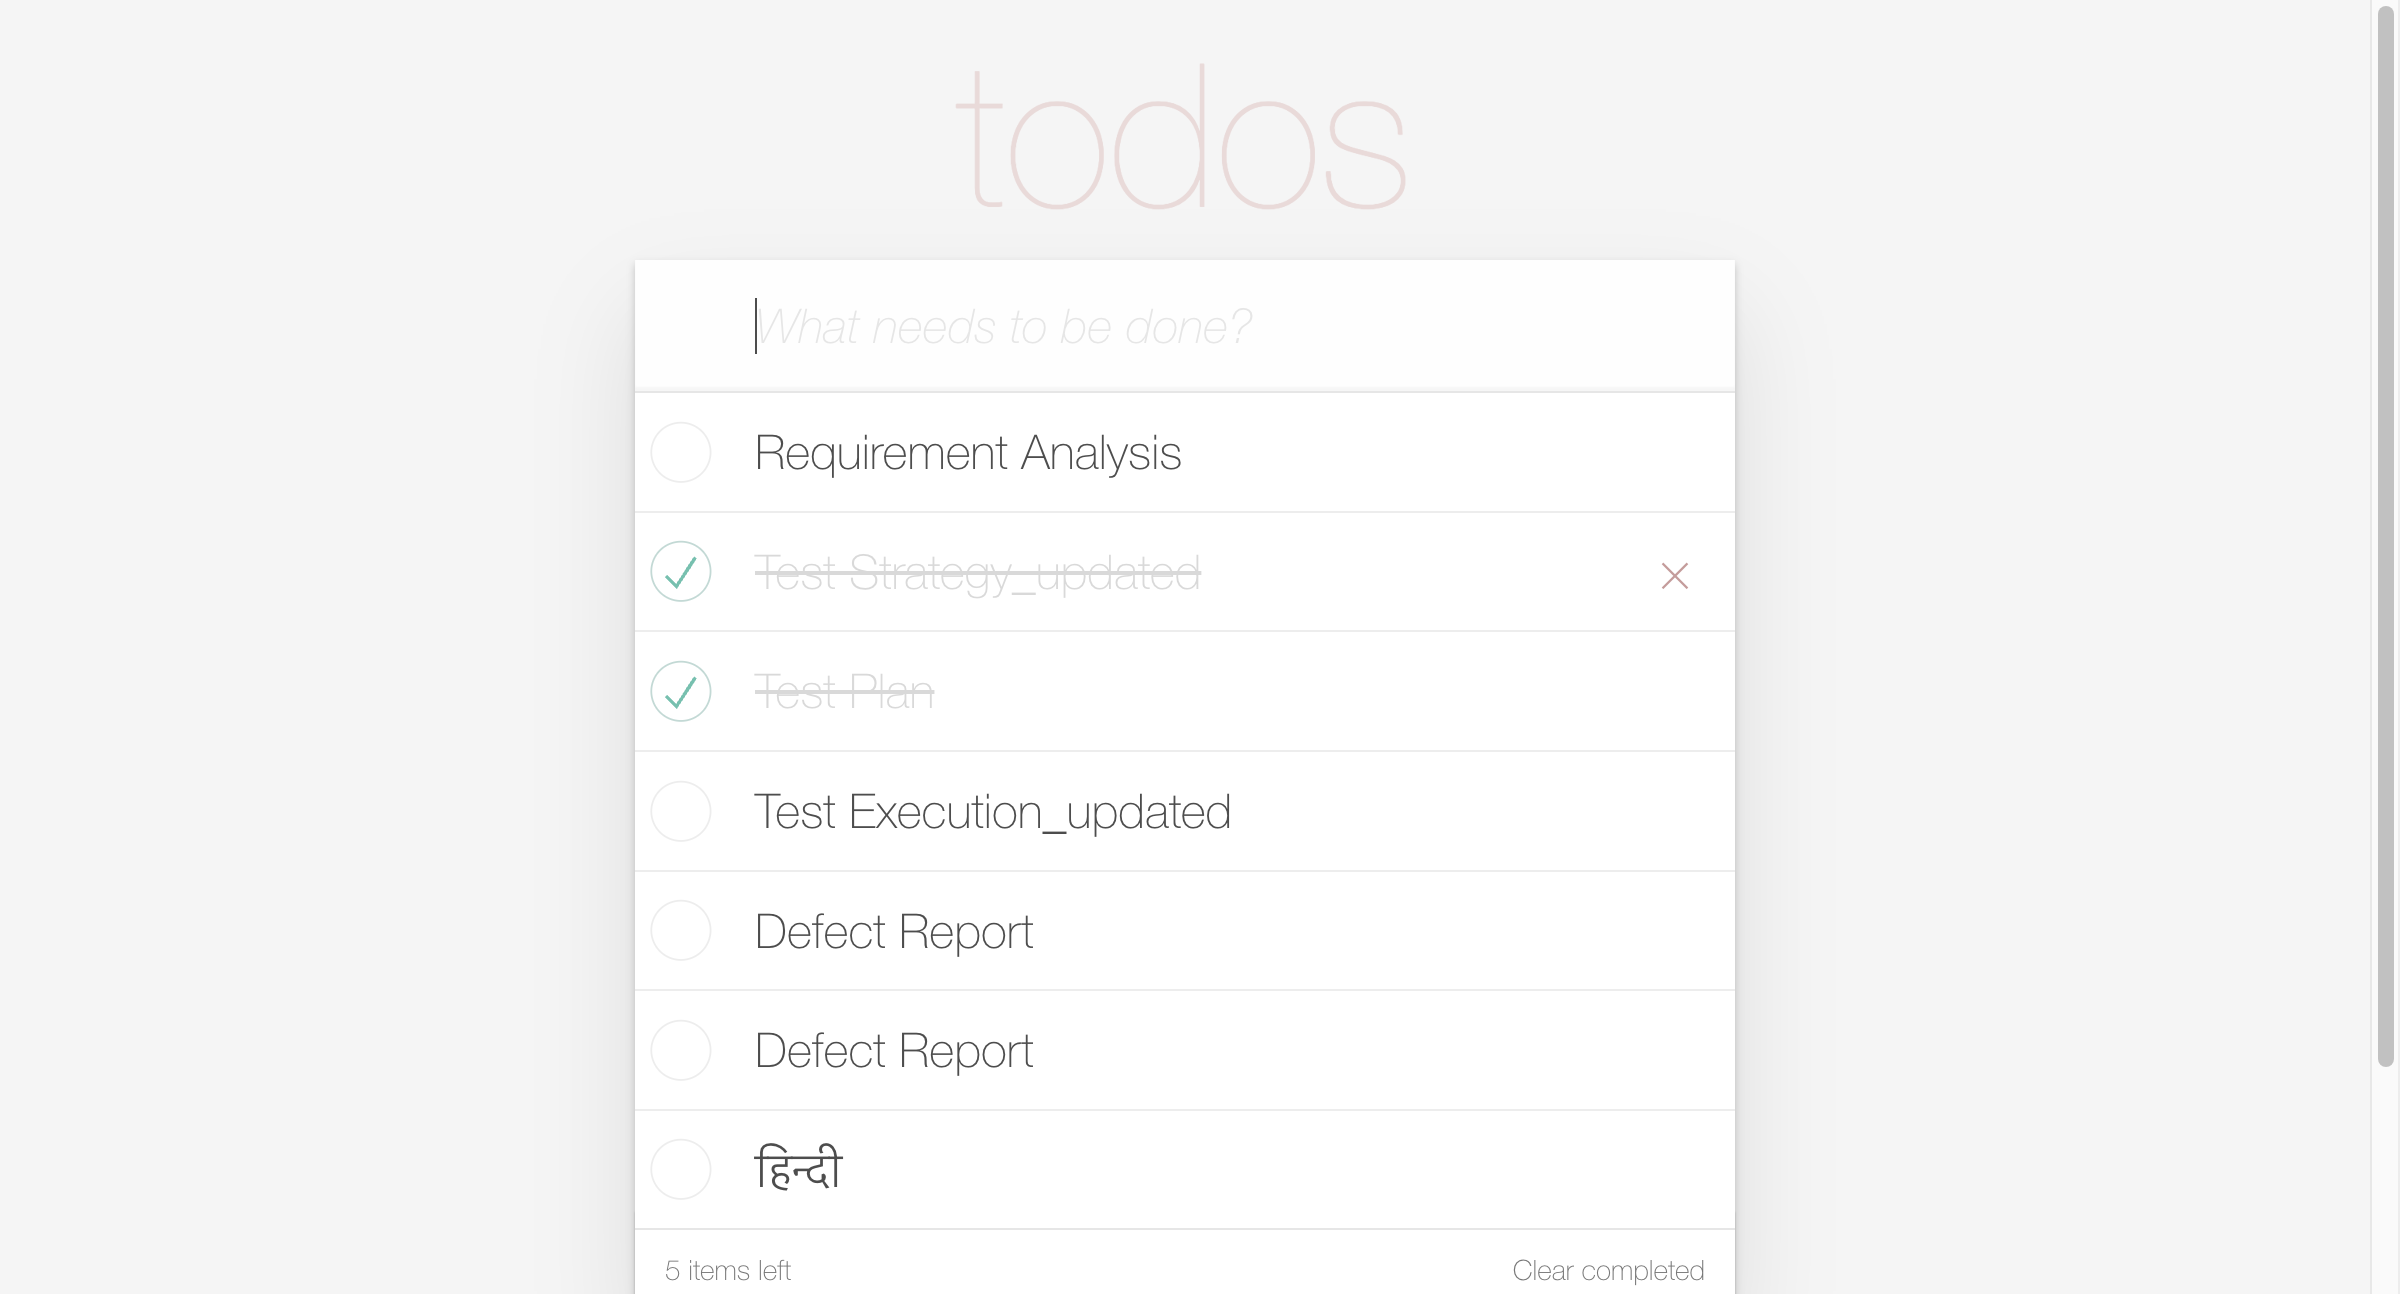 todos
What needs to be done?
Requirement Analysis
Test Strategy_updated
Test Plan
Test Execution_updated
Defect Report
Defect Report
हिन्दी
5 items left
Clear completed